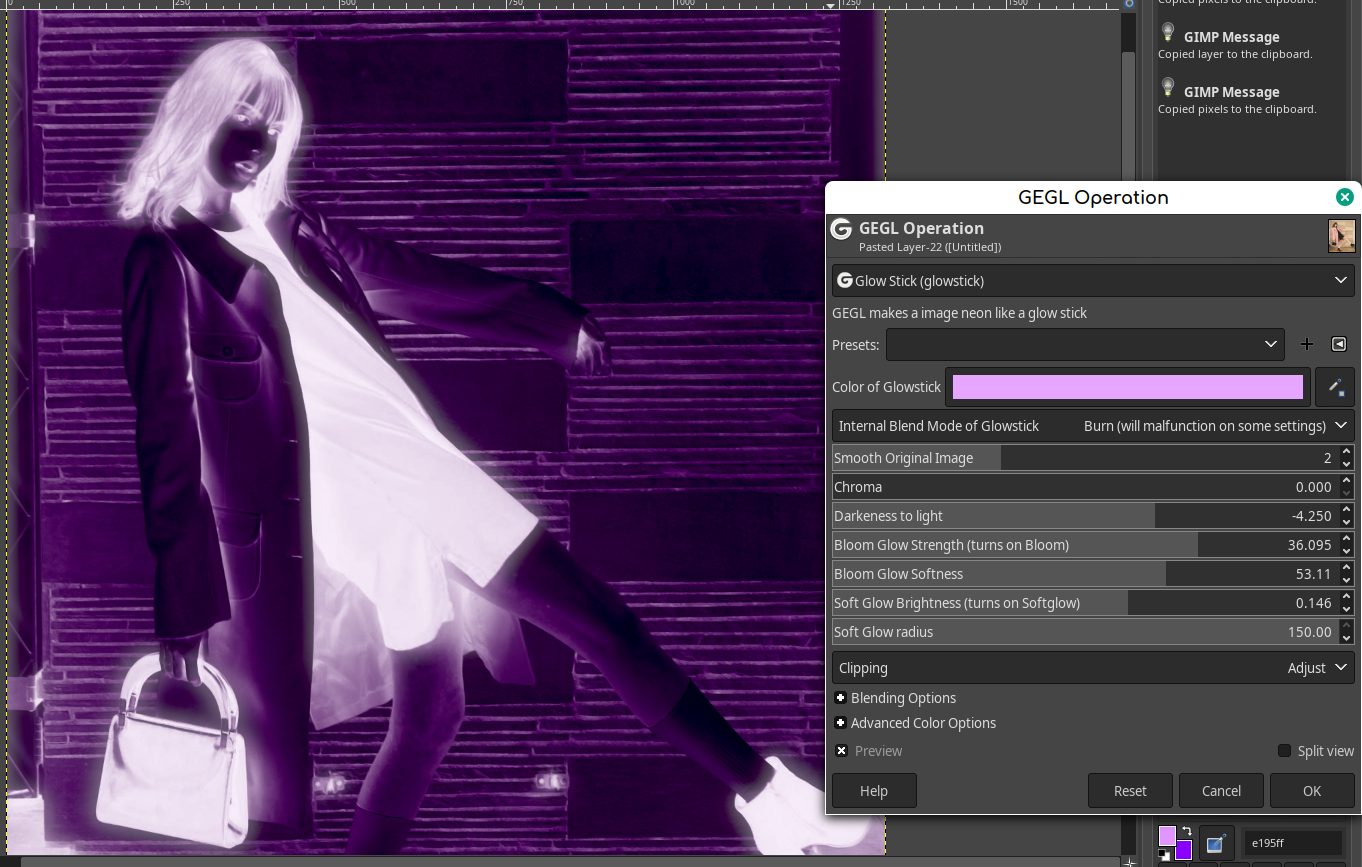 0 250 500 750 1000 1250 1500
Copied pixels to the clipboard.
GIMP Message
Copied layer to the clipboard.
GIMP Message
Copied pixels to the clipboard.
GEGL Operation
GEGL Operation
Pasted Layer-22 ([Untitled])
Glow Stick (glowstick)
GEGL makes a image neon like a glow stick
Presets:
Color of Glowstick
Internal Blend Mode of Glowstick Burn (will malfunction on some settings)
Smooth Original Image 2
Chroma 0.000
Darkeness to light -4.250
Bloom Glow Strength (turns on Bloom) 36.095
Bloom Glow Softness 53.11
Soft Glow Brightness (turns on Softglow) 0.146
Soft Glow radius 150.00
Clipping Adjust
Blending Options
Advanced Color Options
Preview Split view
Help Reset Cancel OK
e195ff